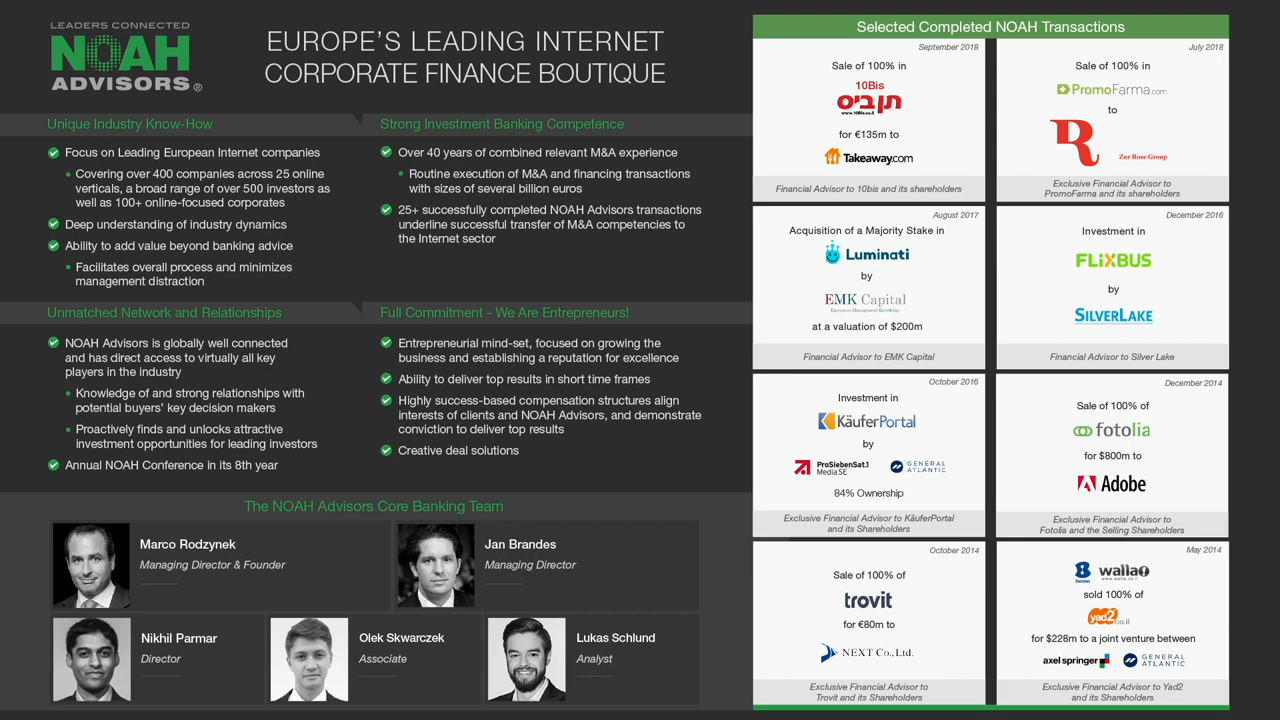 LEADERS CONNECTED
NOAH
ADVISORS®
EUROPE'S LEADING INTERNET
CORPORATE FINANCE BOUTIQUE
Unique Industry Know-How
Focus on Leading European Internet companies
Covering over 400 companies across 25 online
verticals, a broad range of over 500 investors as
well as 100+ online-focused corporates
Deep understanding of industry dynamics
Ability to add value beyond banking advice
Facilitates overall process and minimizes
management distraction
Strong Investment Banking Competence
Over 40 years of combined relevant M&A experience
Routine execution of M&A and financing transactions
with sizes of several billion euros
25+ successfully completed NOAH Advisors transactions
underline successful transfer of M&A competencies to
the Internet sector
Unmatched Network and Relationships
NOAH Advisors is globally well connected
and has direct access to virtually all key
players in the industry
Knowledge of and strong relationships with
potential buyers' key decision makers
Proactively finds and unlocks attractive
investment opportunities for leading investors
Annual NOAH Conference in its 8th year
Full Commitment - We Are Entrepreneurs!
Entrepreneurial mind-set, focused on growing the
business and establishing a reputation for excellence
Ability to deliver top results in short time frames
Highly success-based compensation structures align
interests of clients and NOAH Advisors, and demonstrate
conviction to deliver top results
Creative deal solutions
The NOAH Advisors Core Banking Team
Marco Rodzynek
Managing Director & Founder
Jan Brandes
Managing Director
Nikhil Parmar
Director
Olek Skwarczek
Associate
Lukas Schlund
Analyst
Selected Completed NOAH Transactions
September 2018
Sale of 100% in
10Bis
תן ביס
www.10Bis.co.il
for €135m to
Takeaway.com
Financial Advisor to 10bis and its shareholders
July 2018
Sale of 100% in
PromoFarma.com
to
R
Zur Rose Group
Exclusive Financial Advisor to
PromoFarma and its shareholders
August 2017
Acquisition of a Majority Stake in
Luminati
by
EMK Capital
Entrepreneurs Management Knowledge
at a valuation of $200m
Financial Advisor to EMK Capital
December 2016
Investment in
FLiXBUS
by
SILVERLAKE
Financial Advisor to Silver Lake
October 2016
Investment in
KäuferPortal
by
ProSiebenSat.1
Media SE
GENERAL
ATLANTIC
84% Ownership
Exclusive Financial Advisor to KäuferPortal
and its Shareholders
December 2014
Sale of 100% of
fotolia
for $800m to
Adobe
Exclusive Financial Advisor to
Fotolia and the Selling Shareholders
October 2014
Sale of 100% of
trovit
for €80m to
NEXT Co., Ltd.
Exclusive Financial Advisor to
Trovit and its Shareholders
May 2014
walla
www.walla.co.il
sold 100% of
yad2.co.il
for $228m to a joint venture between
axel springer
GENERAL
ATLANTIC
Exclusive Financial Advisor to Yad2
and its Shareholders